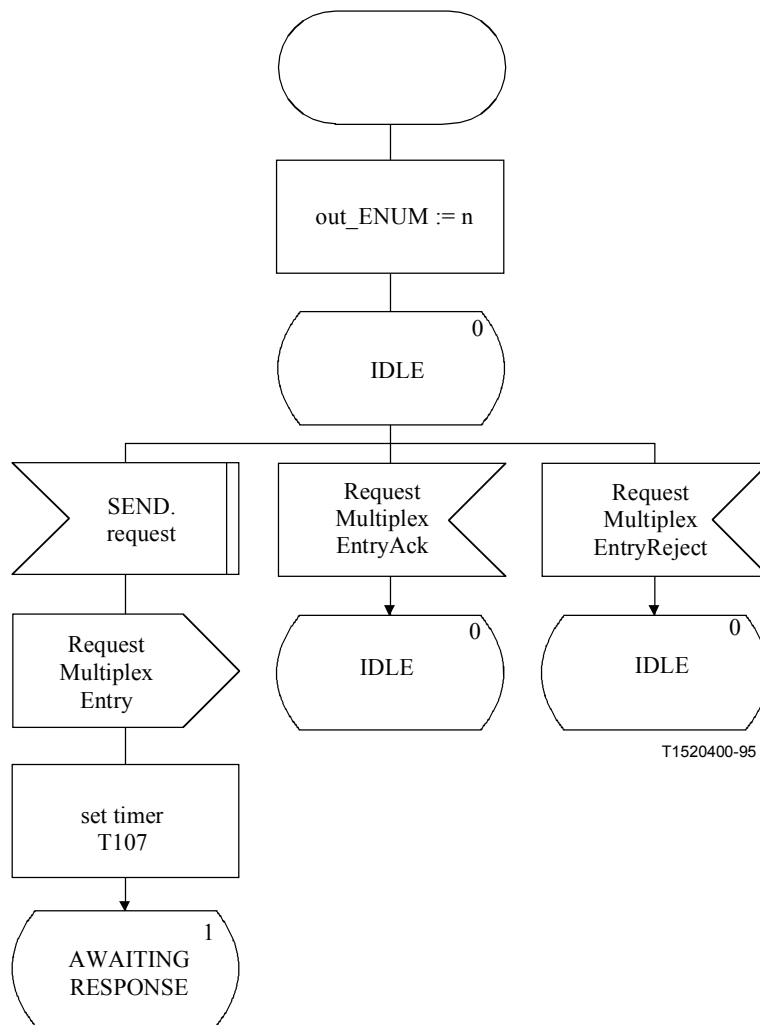 out_ENUM := n
0
IDLE
SEND.
request
Request
Multiplex
EntryAck
Request
Multiplex
EntryReject
Request
Multiplex
Entry
0
IDLE
0
IDLE
T1520400-95
set timer
T107
1
AWAITING
RESPONSE